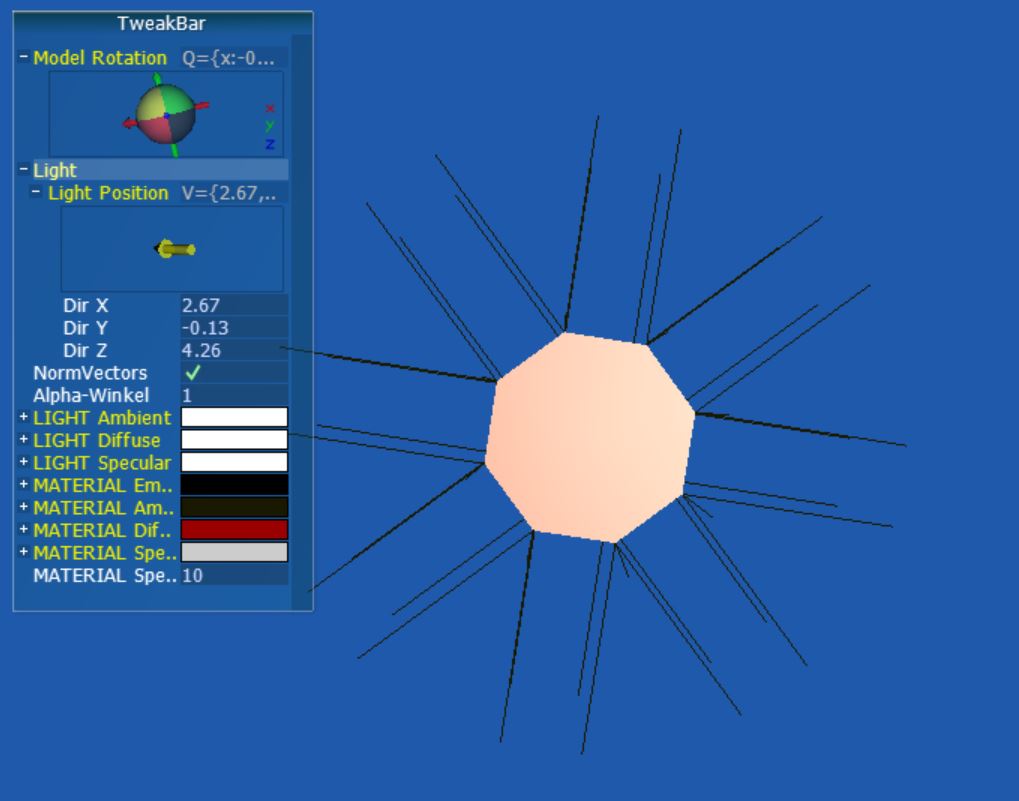 TweakBar
− Model Rotation Q={x:-0...
x
y
z
− Light
− Light Position V={2.67,..
Dir X 2.67
Dir Y -0.13
Dir Z 4.26
NormVectors ✓
Alpha-Winkel 1
+ LIGHT Ambient
+ LIGHT Diffuse
+ LIGHT Specular
+ MATERIAL Em..
+ MATERIAL Am..
+ MATERIAL Dif..
+ MATERIAL Spe..
MATERIAL Spe.. 10